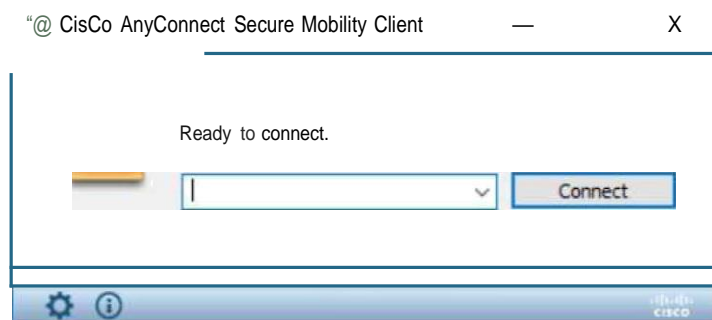 “@ CisCo AnyConnect Secure Mobility Client — X
Ready to connect.
Connect
CISCO